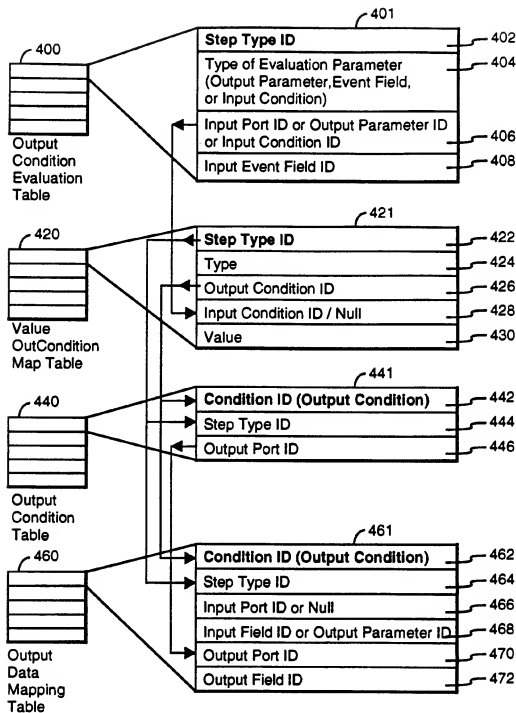 400
Output
Condition
Evaluation
Table
401
Step Type ID
402
Type of Evaluation Parameter
(Output Parameter,Event Field,
or Input Condition)
404
Input Port ID or Output Parameter ID
or Input Condition ID
406
Input Event Field ID
408
420
Value
OutCondition
Map Table
421
Step Type ID
422
Type
424
Output Condition ID
426
Input Condition ID / Null
428
Value
430
440
Output
Condition
Table
441
Condition ID (Output Condition)
442
Step Type ID
444
Output Port ID
446
460
Output
Data
Mapping
Table
461
Condition ID (Output Condition)
462
Step Type ID
464
Input Port ID or Null
466
Input Field ID or Output Parameter ID
468
Output Port ID
470
Output Field ID
472